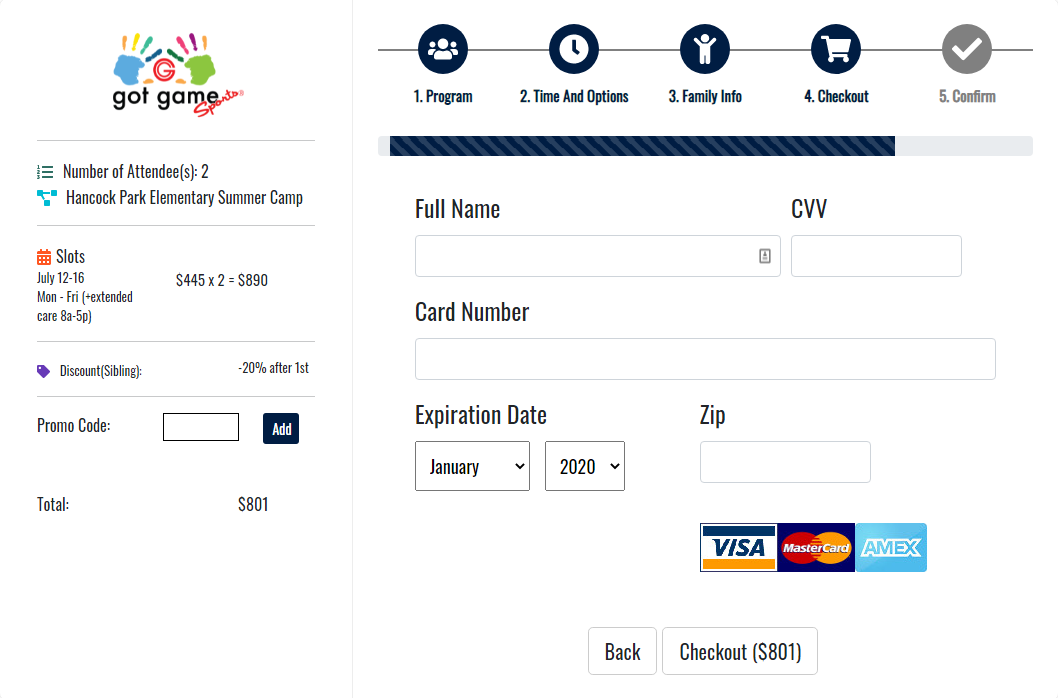 G
got game
Sports®
1. Program
2. Time And Options
3. Family Info
4. Checkout
5. Confirm
Number of Attendee(s): 2
Hancock Park Elementary Summer Camp
Slots
July 12-16
Mon - Fri (+extended
care 8a-5p)
$445 x 2 = $890
Discount(Sibling):
-20% after 1st
Promo Code:
Add
Total:
$801
Full Name
CVV
Card Number
Expiration Date
Zip
January
2020
VISA
MasterCard
AMEX
Back
Checkout ($801)